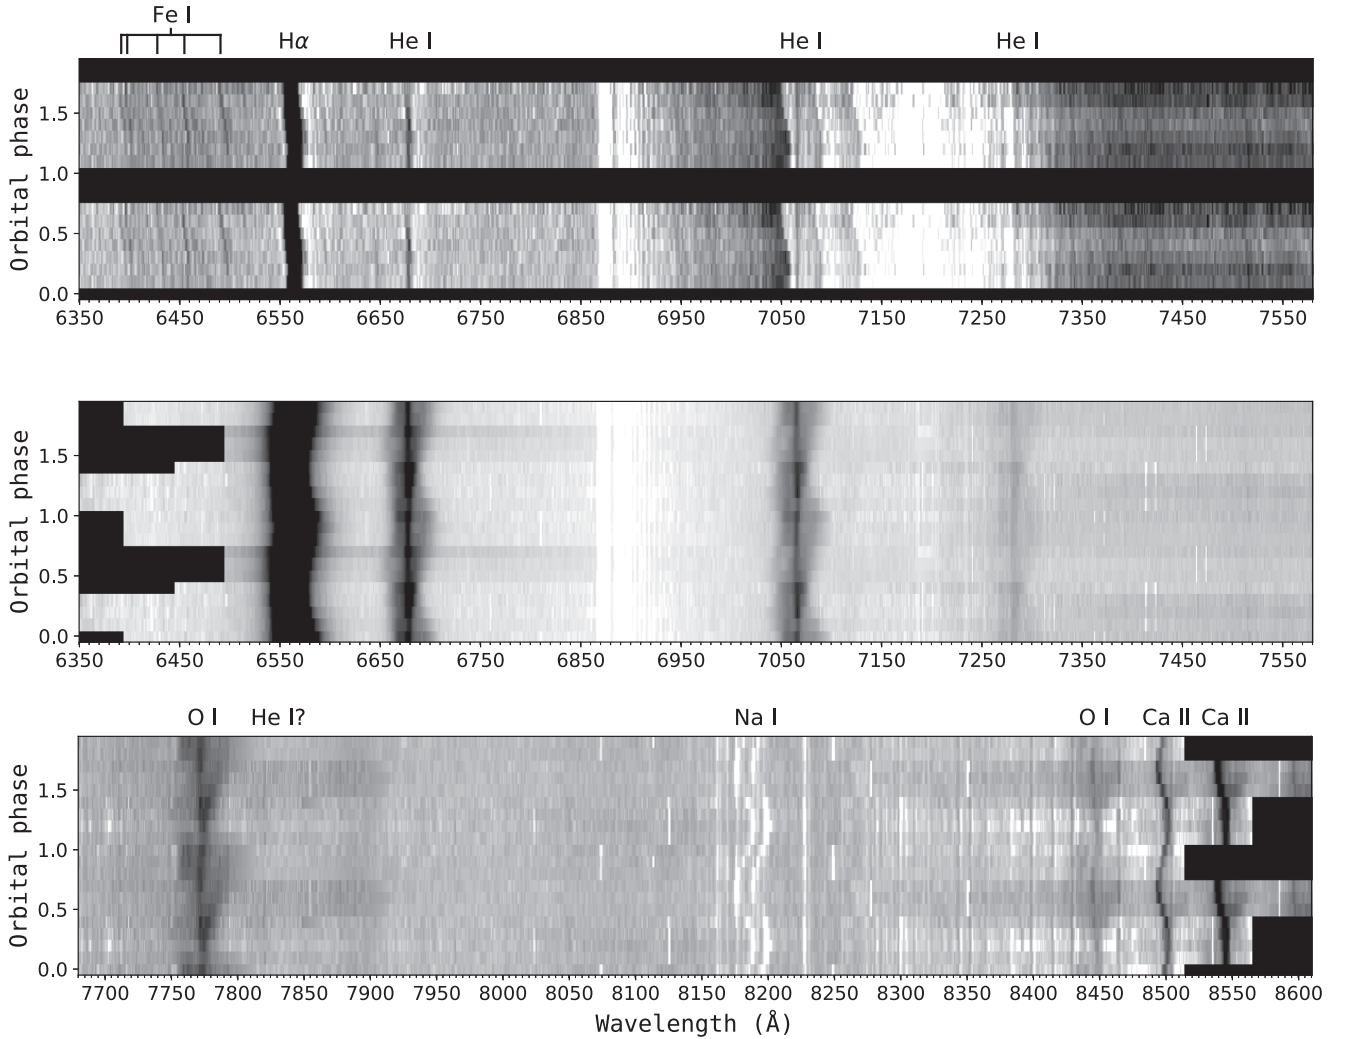 Fe I
Hα He I He I He I
Orbital phase
1.5
1.0
0.5
0.0
6350 6450 6550 6650 6750 6850 6950 7050 7150 7250 7350 7450 7550
Orbital phase
1.5
1.0
0.5
0.0
6350 6450 6550 6650 6750 6850 6950 7050 7150 7250 7350 7450 7550
O I He I? Na I O I Ca II Ca II
Orbital phase
1.5
1.0
0.5
0.0
7700 7750 7800 7850 7900 7950 8000 8050 8100 8150 8200 8250 8300 8350 8400 8450 8500 8550 8600
Wavelength (Å)